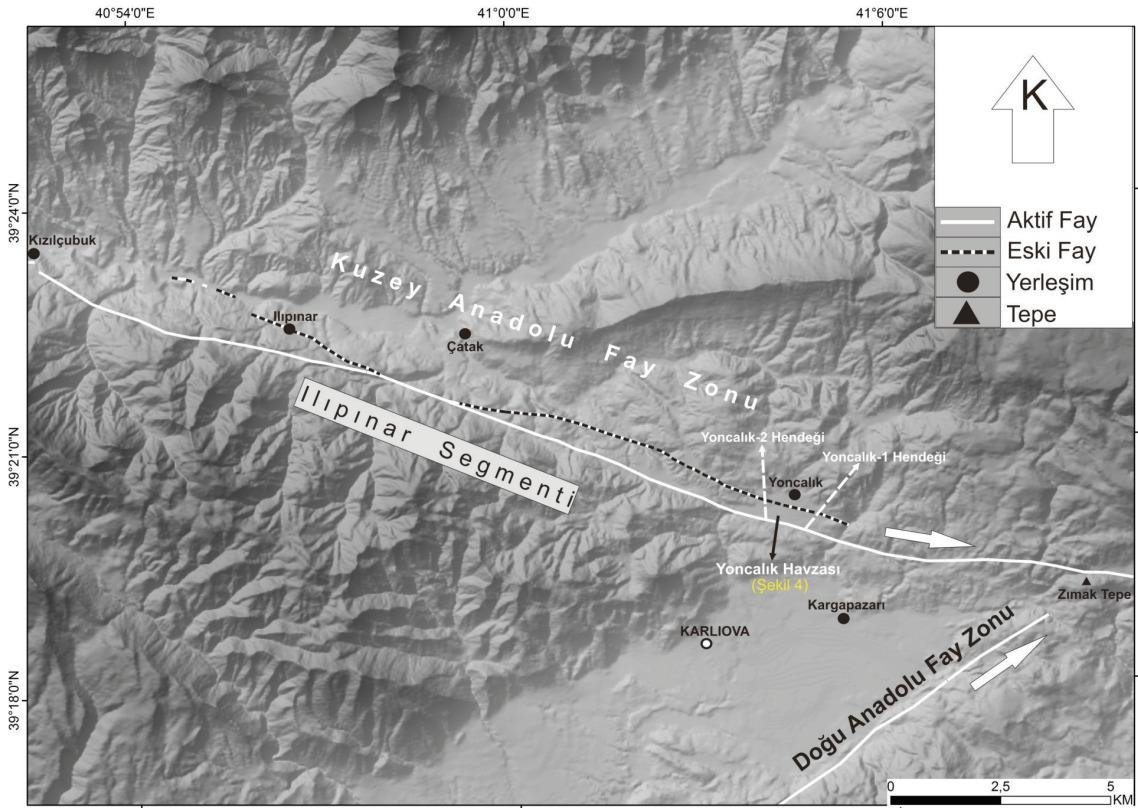 40°54'0"E
41°0'0"E
41°6'0"E
K
39°24'0"N
Aktif Fay
Eski Fay
Yerleşim
Tepe
Kızılçubuk
Kuzey Anadolu Fay Zonu
Ilıpınar
Çatak
Ilıpınar Segmenti
39°21'0"N
Yoncalık-2 Hendeği
Yoncalık-1 Hendeği
Yoncalık
Yoncalık Havzası
(Şekil 4)
Zımak Tepe
Kargapazarı
KARLIOVA
Doğu Anadolu Fay Zonu
39°18'0"N
0 2,5 5
KM